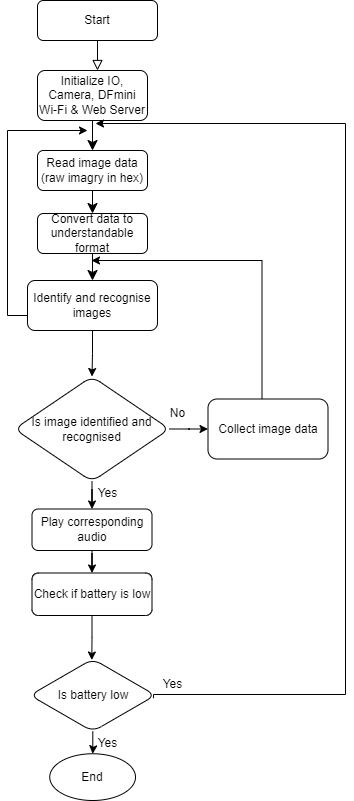 Start
Initialize IO,
Camera, DFmini
Wi-Fi & Web Server
Read image data
(raw imagry in hex)
Convert data to
understandable
format
Identify and recognise
images
Is image identified and
recognised
No
Collect image data
Yes
Play corresponding
audio
Check if battery is low
Is battery low
Yes
Yes
End